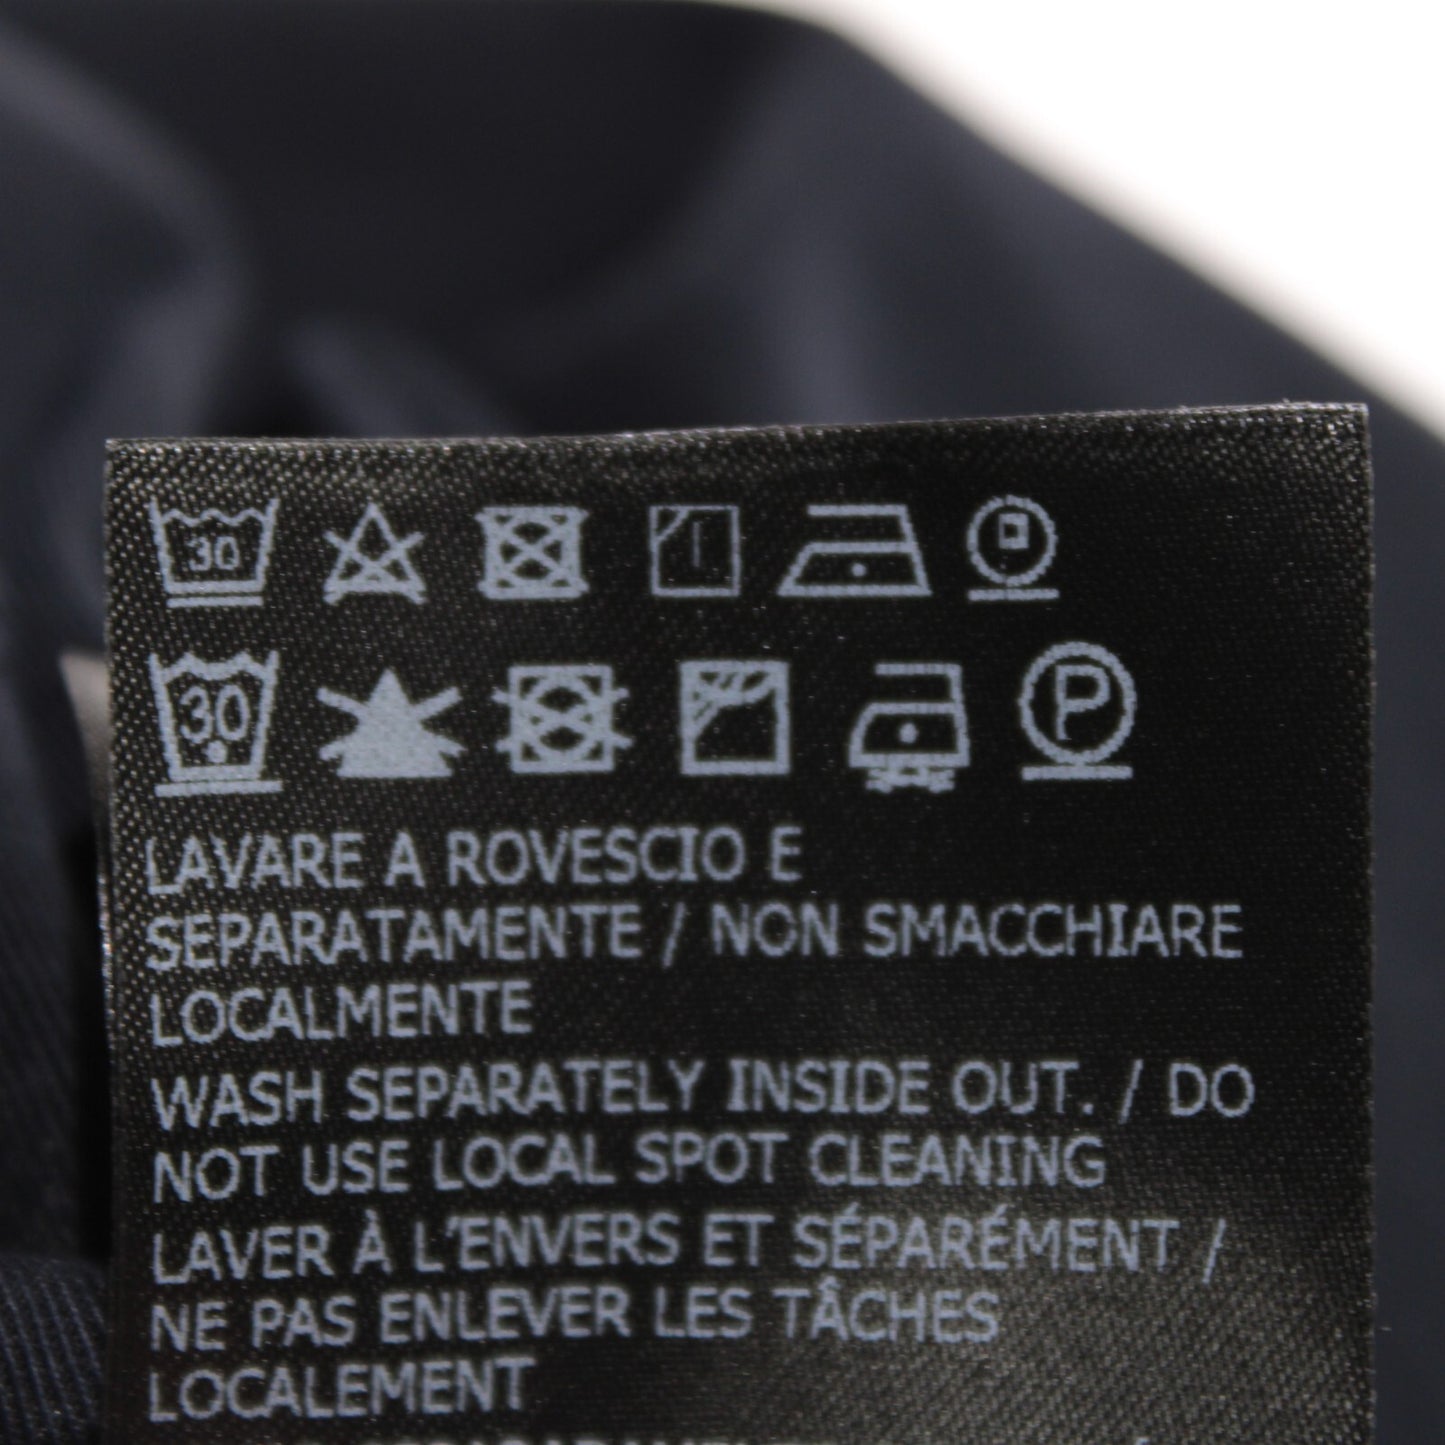 30
30 P
LAVARE A ROVESCIO E
SEPARATAMENTE / NON SMACCHIARE
LOCALMENTE
WASH SEPARATELY INSIDE OUT. / DO
NOT USE LOCAL SPOT CLEANING
LAVER À L'ENVERS ET SÉPARÉMENT /
NE PAS ENLEVER LES TÂCHES
LOCALEMENT